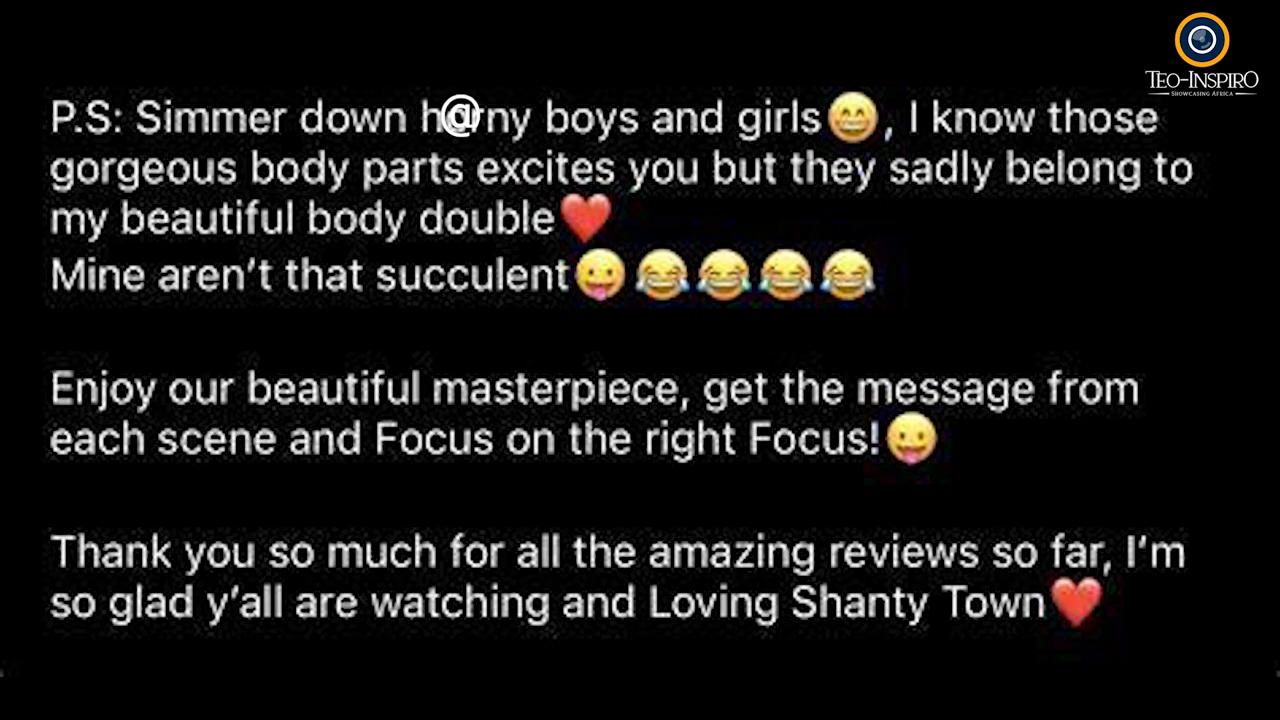 TEO-INSPIRO
SHOWCASING AFRICA
P.S: Simmer down h@rny boys and girls😁, I know those
gorgeous body parts excites you but they sadly belong to
my beautiful body double❤️
Mine aren't that succulent😛😂😂😂😂
Enjoy our beautiful masterpiece, get the message from
each scene and Focus on the right Focus!😛
Thank you so much for all the amazing reviews so far, I'm
so glad y'all are watching and Loving Shanty Town❤️